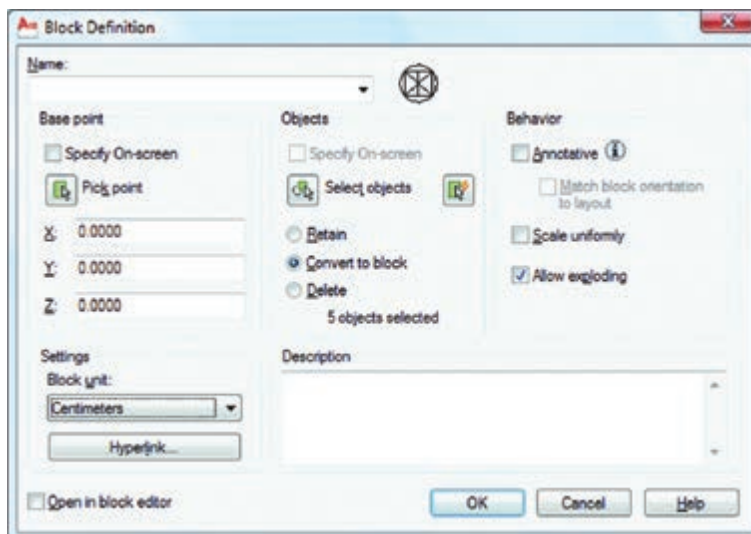 Block Definition
Name:
Base point
Specify On-screen
Pick point
X: 0.0000
Y: 0.0000
Z: 0.0000
Objects
Specify On-screen
Select objects
Retain
Convert to block
Delete
5 objects selected
Behavior
Annotative
Match block orientation
to layout
Scale uniformly
Allow exploding
Settings
Block unit:
Centimeters
Hyperlink...
Description
Open in block editor
OK
Cancel
Help